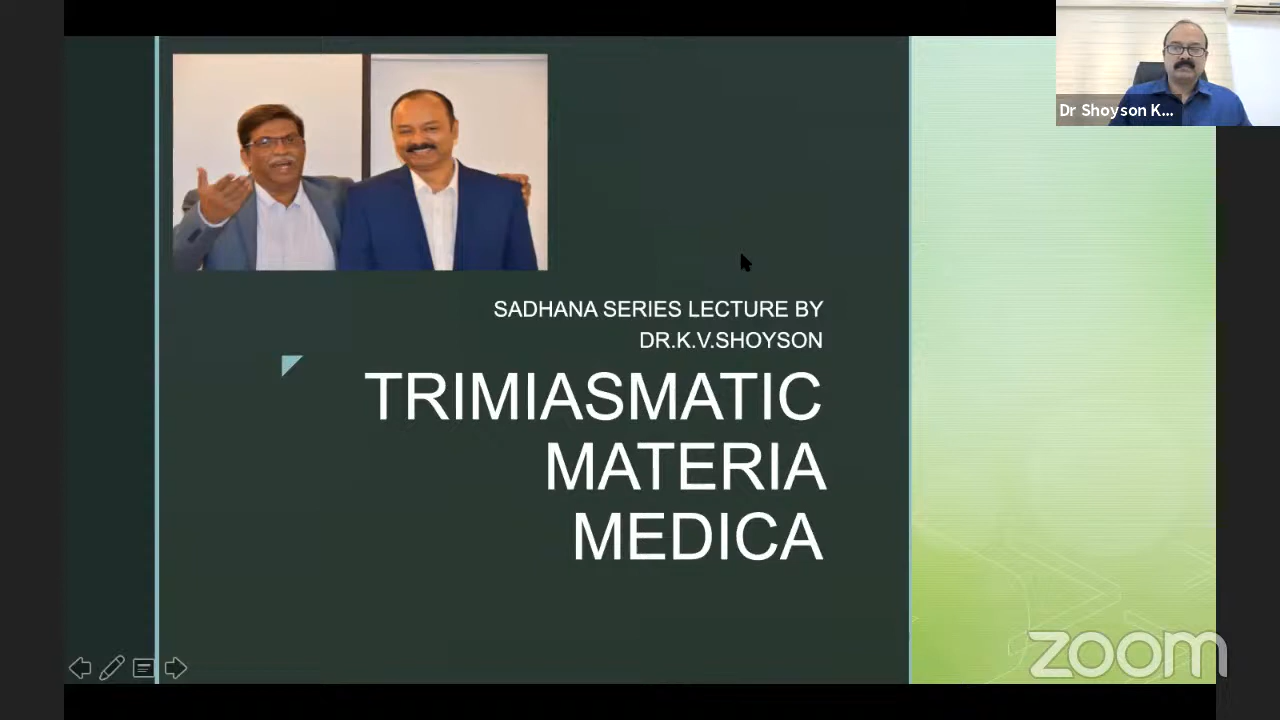 Dr Shoyson K...
SADHANA SERIES LECTURE BY
DR.K.V.SHOYSON
TRIMIASMATIC
MATERIA
MEDICA
zoom